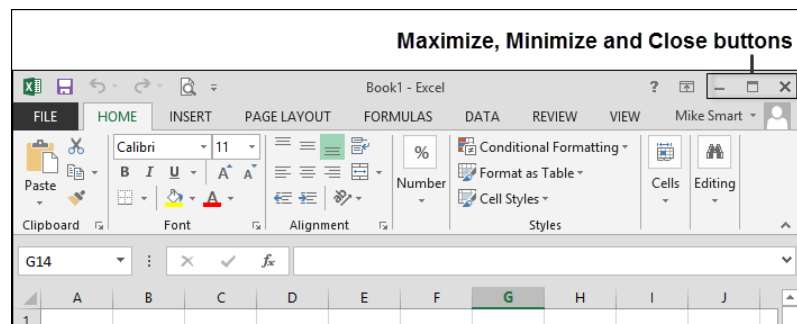 Maximize, Minimize and Close buttons
Book1 - Excel
?
FILE HOME INSERT PAGE LAYOUT FORMULAS DATA REVIEW VIEW Mike Smart
Calibri 11
Conditional Formatting
B I U A A
%
Format as Table
Paste
Number
Cells Editing
A
Cell Styles
Clipboard Font Alignment Styles
G14 fx
A B C D E F G H I J
1